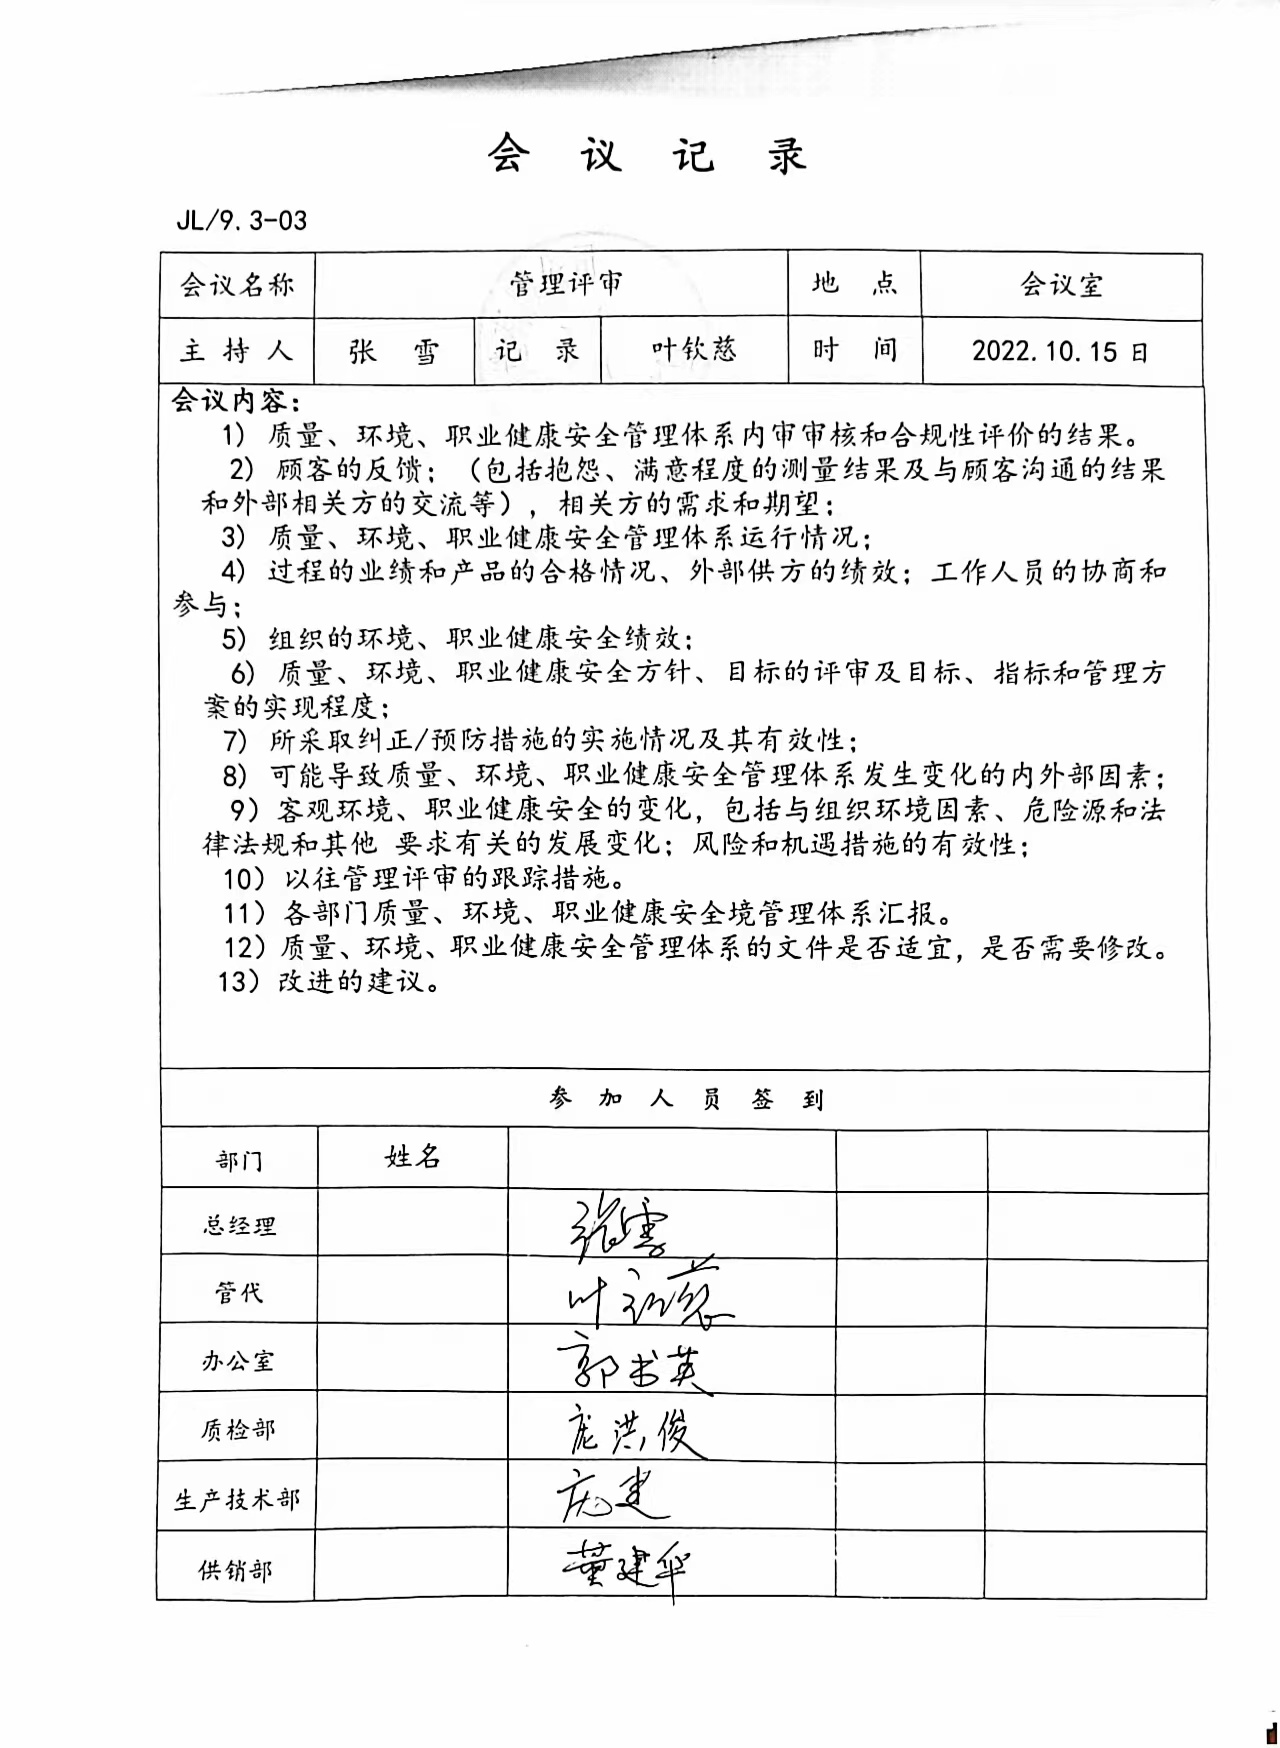 会 议 记 录
JL/9.3-03
会议名称 管理评审 地 点 会议室
主 持 人 张 雪 记 录 叶钦慈 时 间 2022.10.15日
会议内容：
1) 质量、环境、职业健康安全管理体系内审审核和合规性评价的结果。
2) 顾客的反馈；（包括抱怨、满意程度的测量结果及与顾客沟通的结果
和外部相关方的交流等），相关方的需求和期望；
3) 质量、环境、职业健康安全管理体系运行情况；
4) 过程的业绩和产品的合格情况、外部供方的绩效；工作人员的协商和
参与；
5) 组织的环境、职业健康安全绩效；
6) 质量、环境、职业健康安全方针、目标的评审及目标、指标和管理方
案的实现程度；
7) 所采取纠正/预防措施的实施情况及其有效性；
8) 可能导致质量、环境、职业健康安全管理体系发生变化的内外部因素；
9）客观环境、职业健康安全的变化，包括与组织环境因素、危险源和法
律法规和其他 要求有关的发展变化；风险和机遇措施的有效性；
10）以往管理评审的跟踪措施。
11）各部门质量、环境、职业健康安全境管理体系汇报。
12）质量、环境、职业健康安全管理体系的文件是否适宜，是否需要修改。
13）改进的建议。
参 加 人 员 签 到
部门 姓名
总经理 张雪
管代 叶钦慈
办公室 郭书英
质检部 庞洪俊
生产技术部 庞建
供销部 董建华